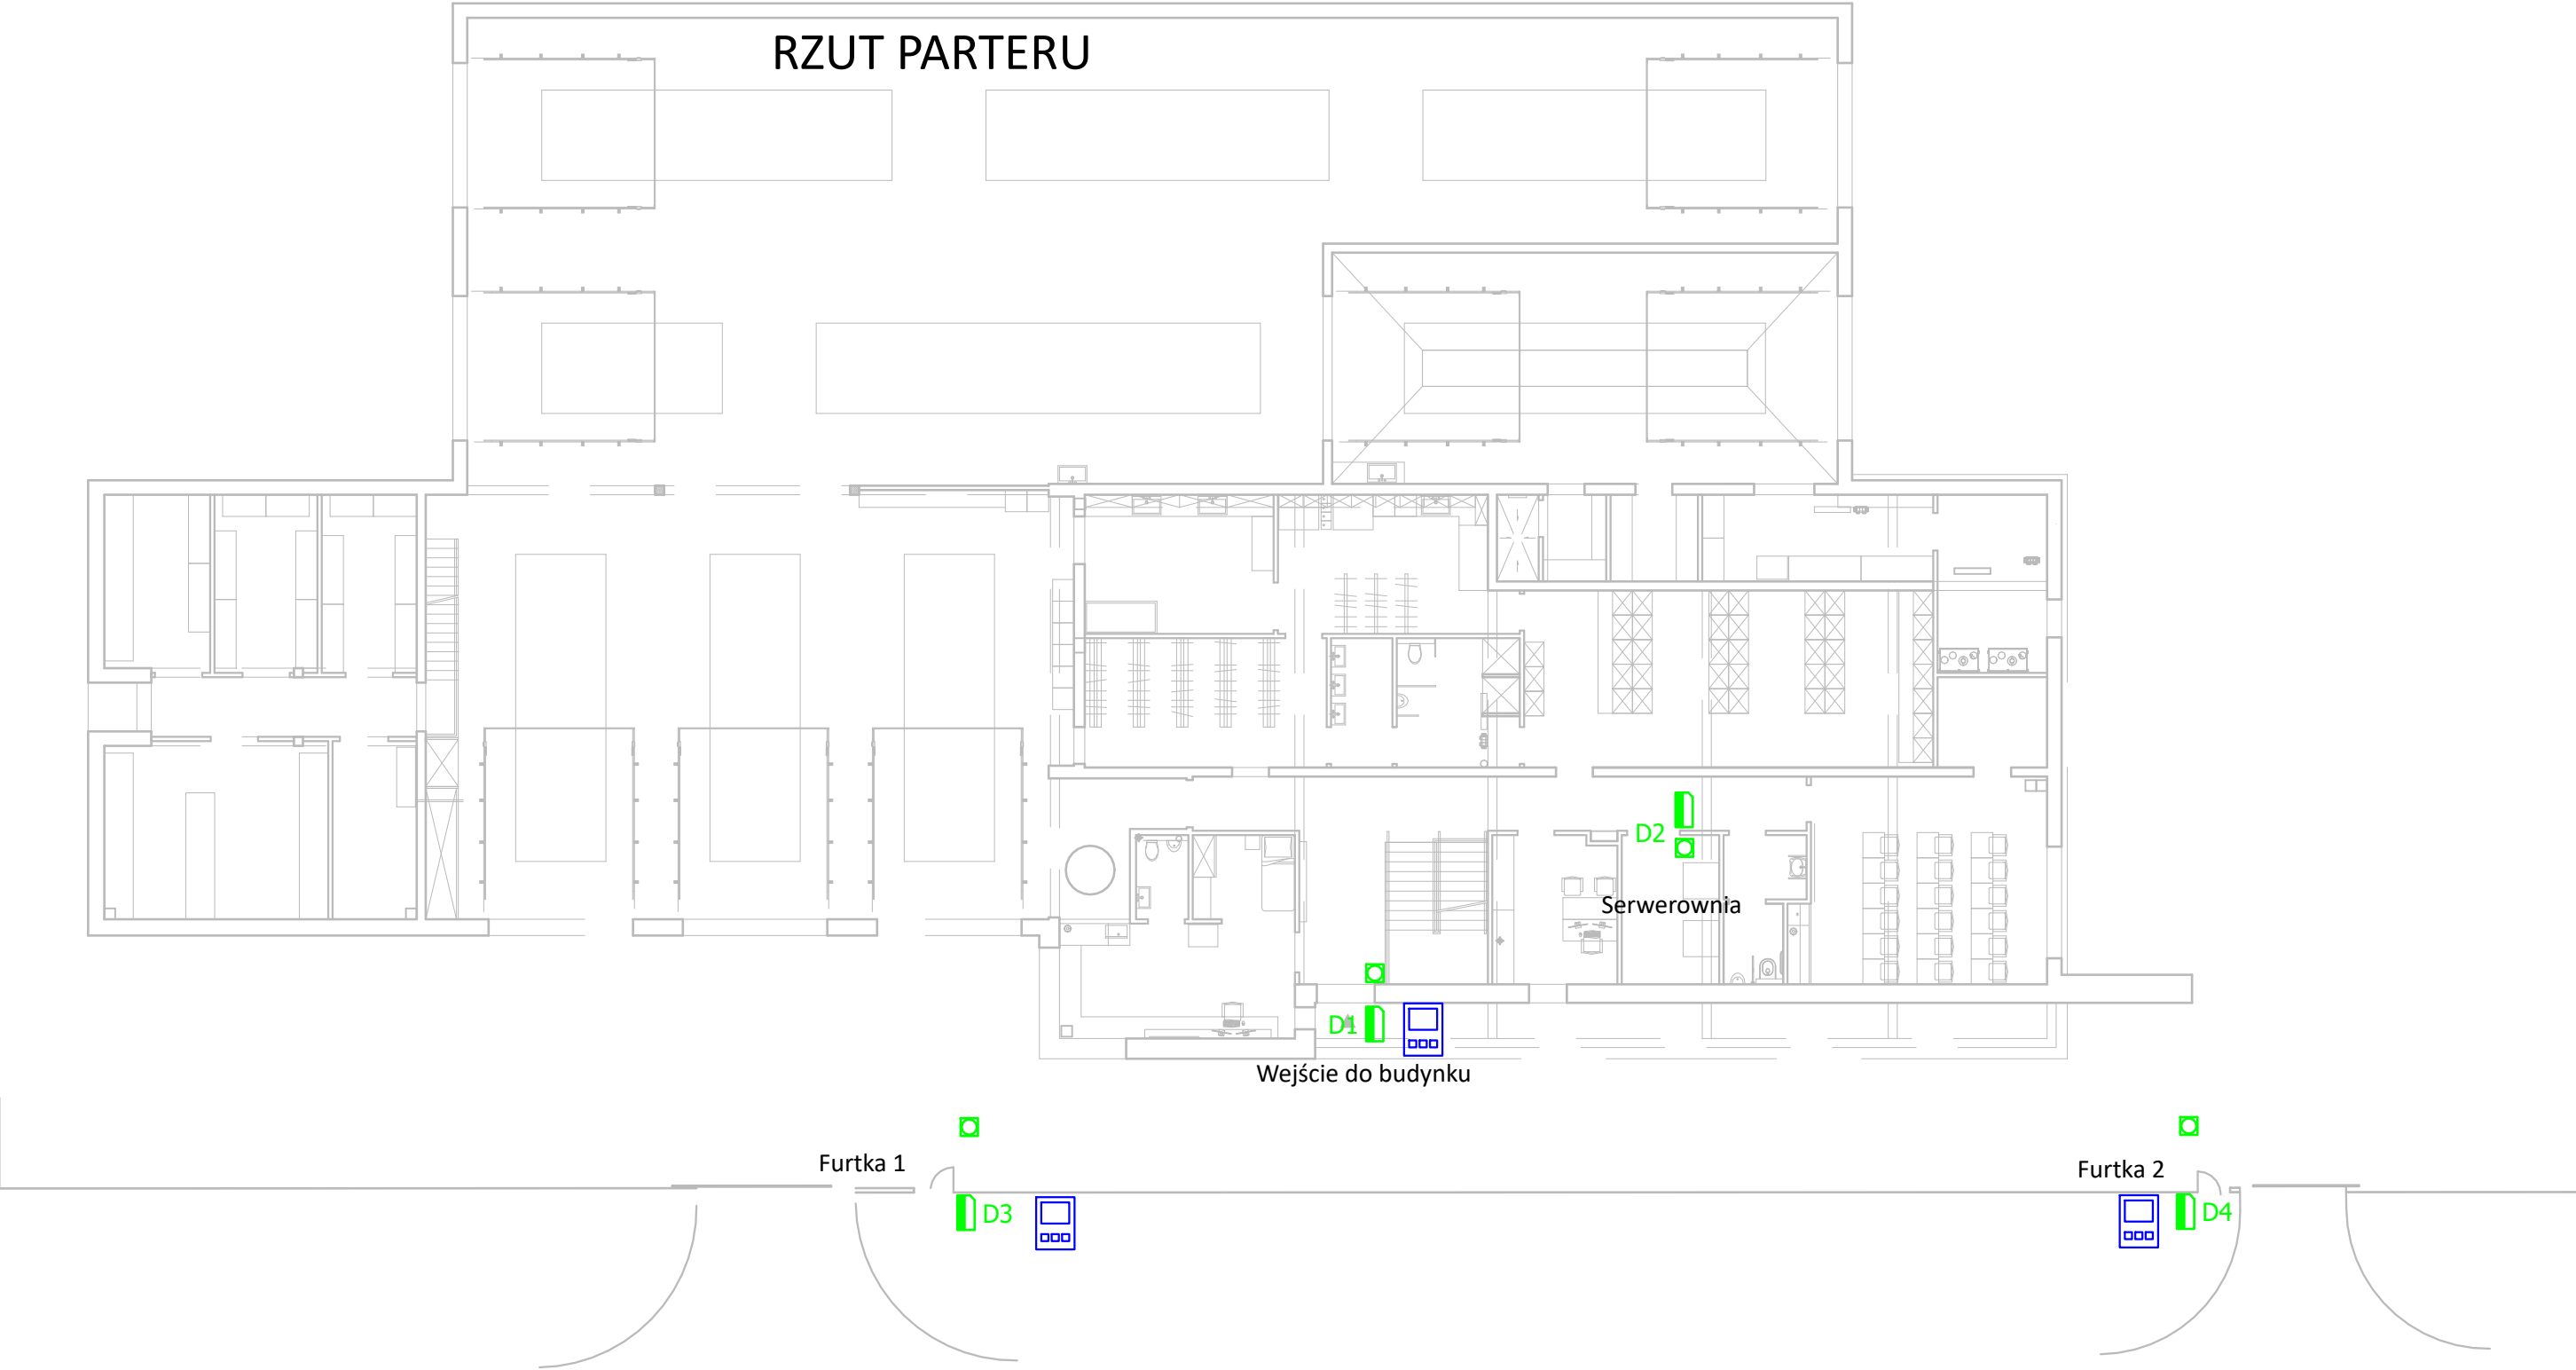 RZUT PARTERU
D2
Serwerownia
D1
Wejście do budynku
Furtka 1
Furtka 2
D3
D4